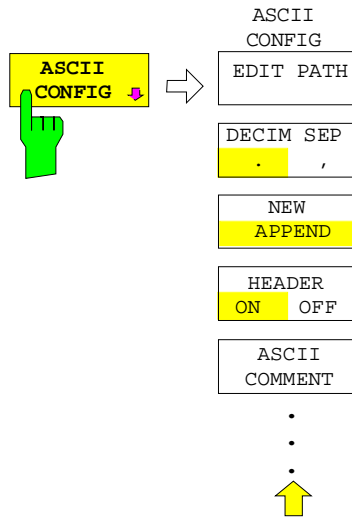 ASCII
CONFIG
ASCII
CONFIG
EDIT PATH
DECIM SEP
. ,
NEW
APPEND
HEADER
ON OFF
ASCII
COMMENT
.
.
.